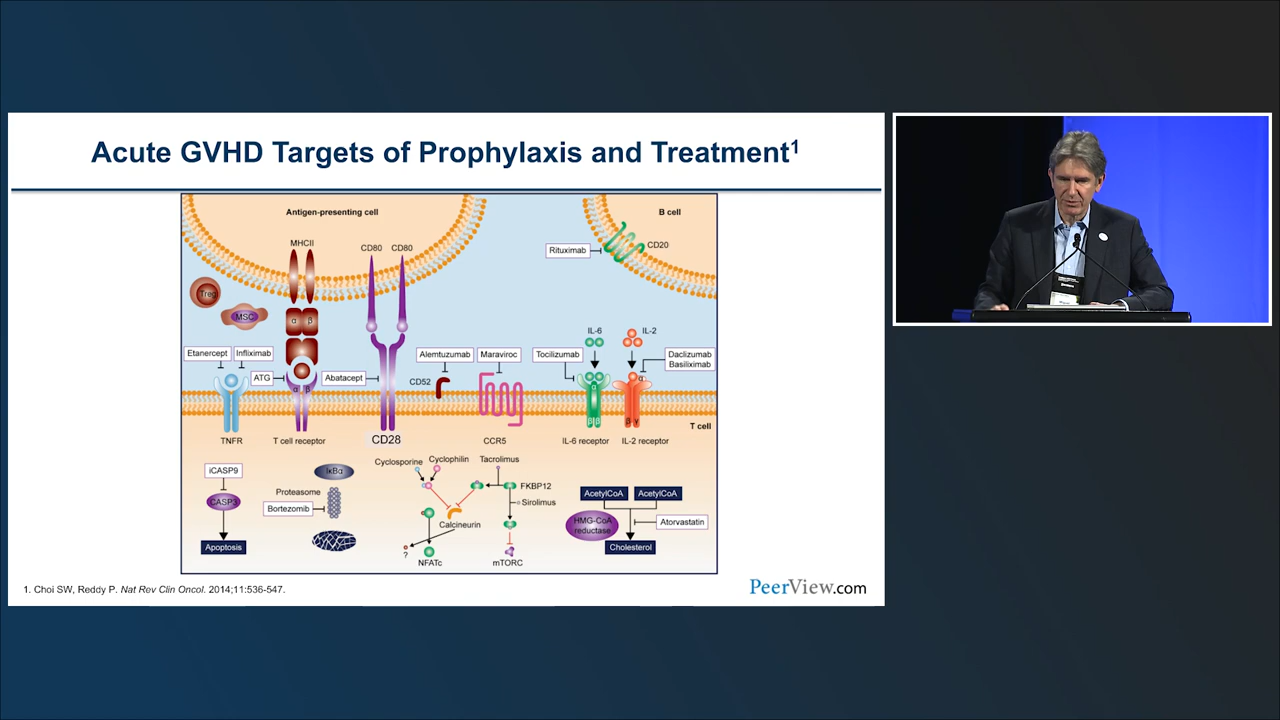 Acute GVHD Targets of Prophylaxis and Treatment1
Antigen-presenting cell
B cell
MHCII
CD80
CD80
CD20
Rituximab
Treg
MSC
α
β
IL-6
IL-2
Etanercept
Infliximab
Alemtuzumab
Maraviroc
Tocilizumab
Daclizumab
Basiliximab
ATG
Abatacept
CD52
α
β
α
α
β
β
β
γ
T cell
TNFR
T cell receptor
CD28
CCR5
IL-6 receptor
IL-2 receptor
iCASP9
IκBα
Cyclosporine
Cyclophilin
Tacrolimus
Proteasome
FKBP12
CASP3
Bortezomib
Sirolimus
AcetylCoA
AcetylCoA
Calcineurin
HMG-CoA
reductase
Atorvastatin
Apoptosis
?
NFATc
mTORC
Cholesterol
1. Choi SW, Reddy P. Nat Rev Clin Oncol. 2014;11:536-547.
PeerView.com